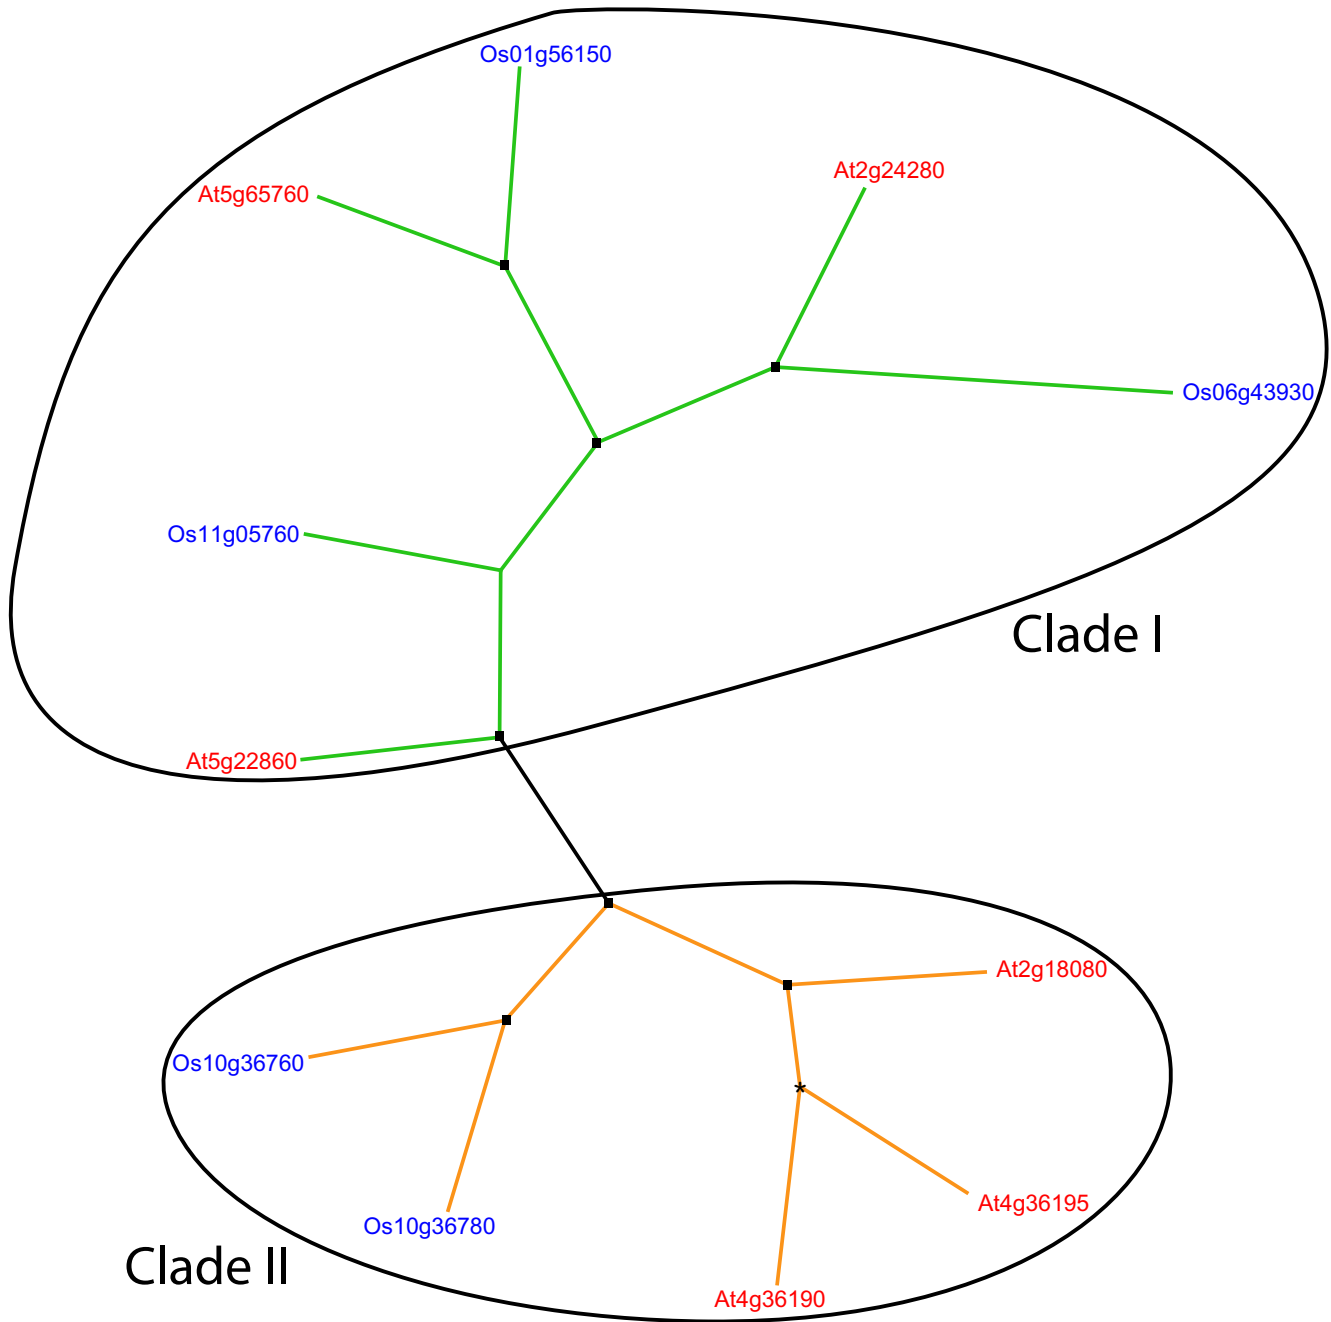 Os01g56150
At2g24280
At5g65760
Os06g43930
Os11g05760
Clade I
At5g22860
At2g18080
Os10g36760
*
At4g36195
Os10g36780
Clade II
At4g36190